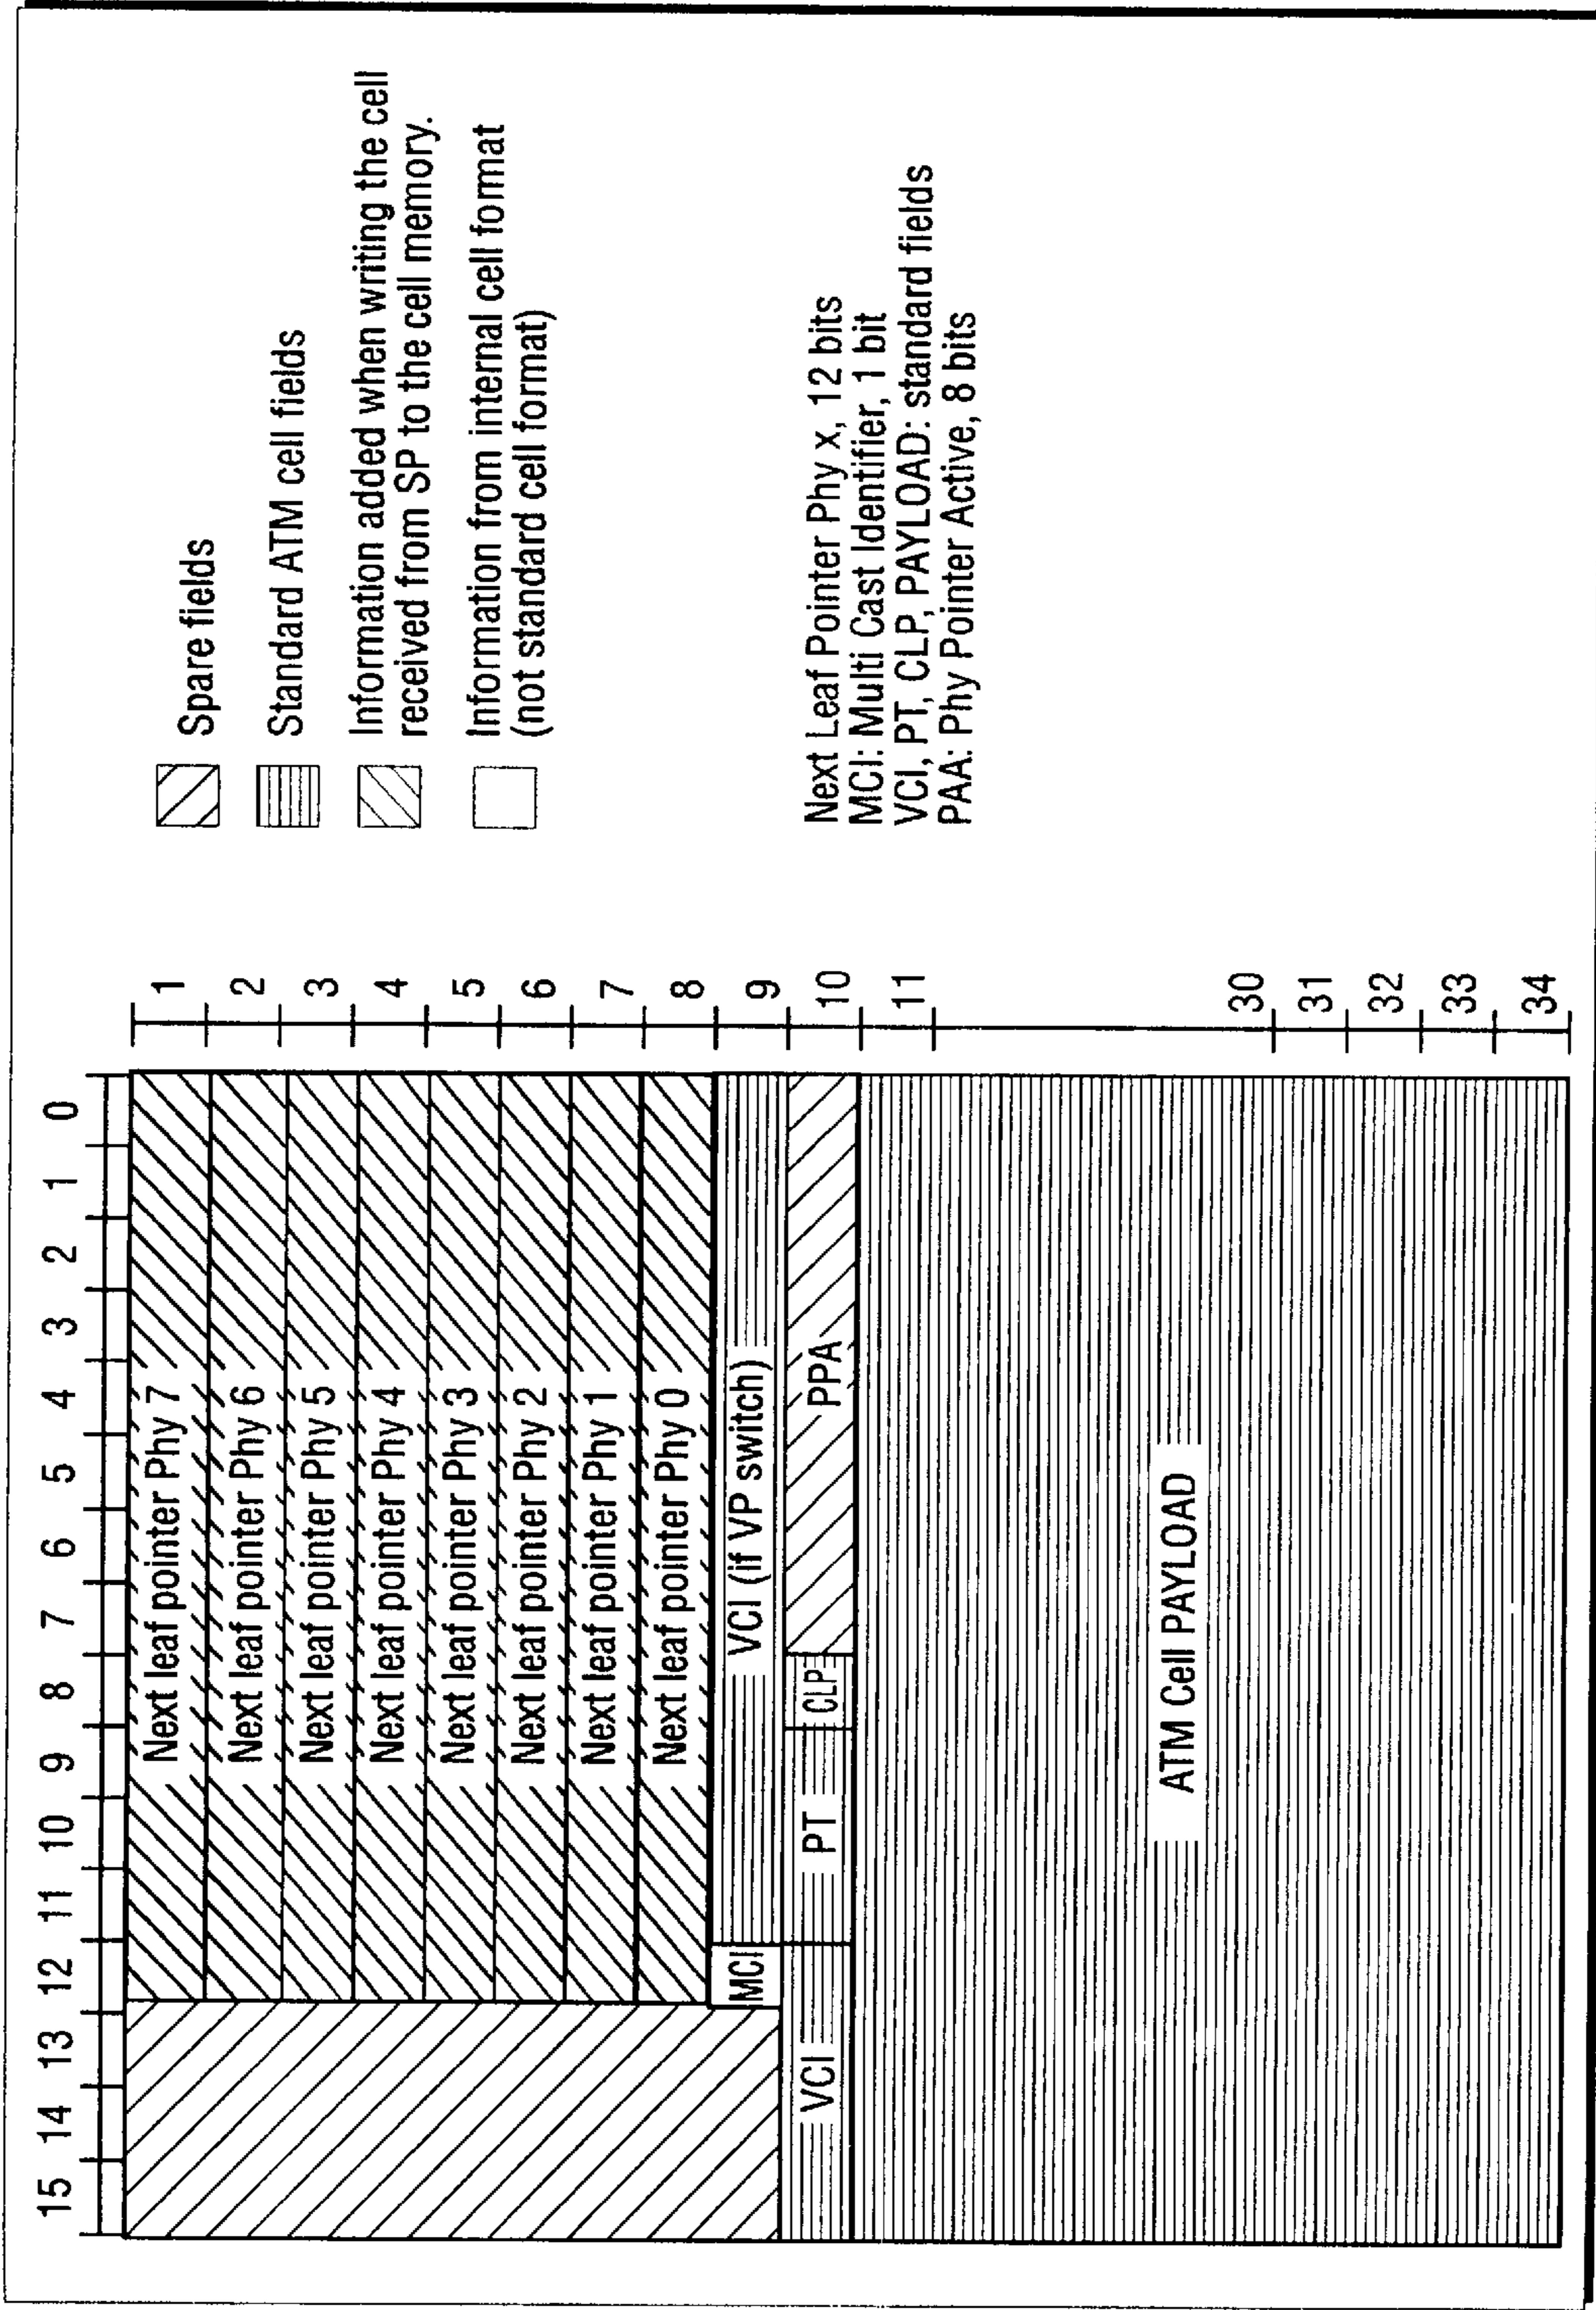 15 14 13 12 11 10 9 8 7 6 5 4 3 2 1 0
Next leaf pointer Phy 7
1
Next leaf pointer Phy 6
2
Next leaf pointer Phy 5
3
Next leaf pointer Phy 4
4
Next leaf pointer Phy 3
5
Next leaf pointer Phy 2
6
Next leaf pointer Phy 1
7
Next leaf pointer Phy 0
8
MCI VCI (if VP switch)
9
VCI PT CLP PPA
10
11
ATM Cell PAYLOAD
30
31
32
33
34
Spare fields
Standard ATM cell fields
Information added when writing the cell
received from SP to the cell memory.
Information from internal cell format
(not standard cell format)
Next Leaf Pointer Phy x, 12 bits
MCI: Multi Cast Identifier, 1 bit
VCI, PT, CLP, PAYLOAD: standard fields
PAA: Phy Pointer Active, 8 bits